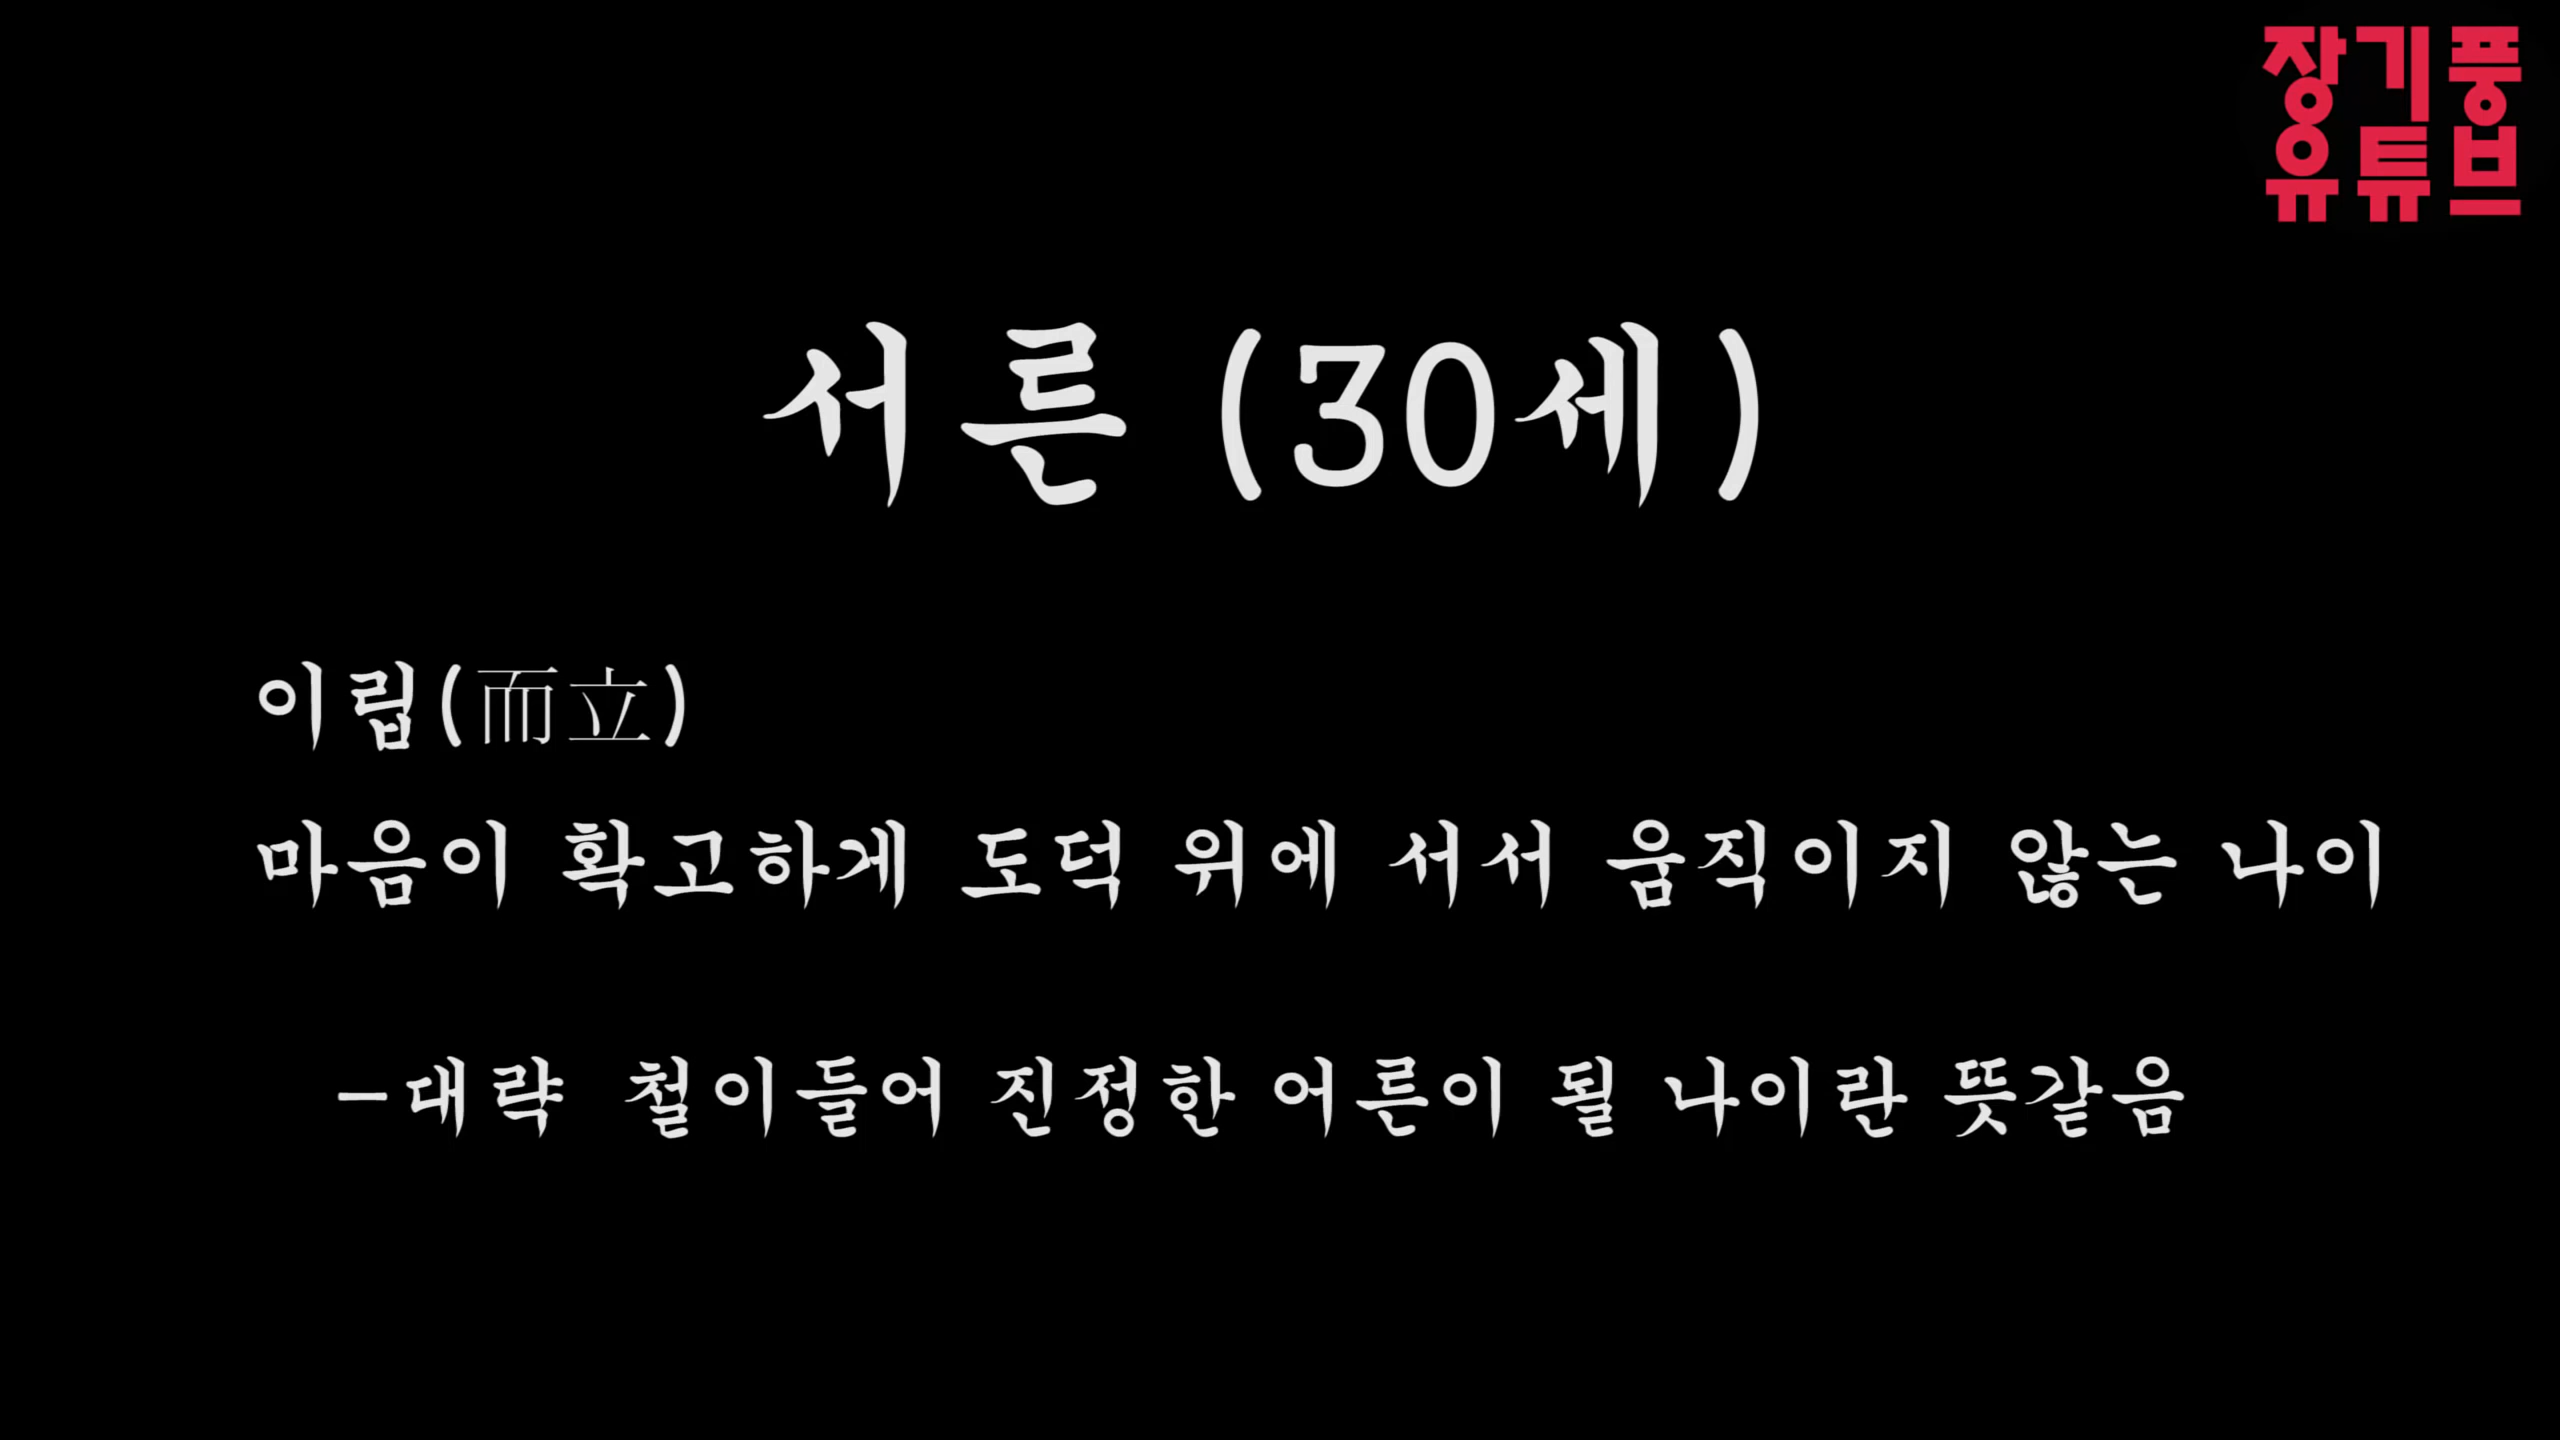 장기풍
유튜브
서른 (30세)
이립(而立)
마음이 확고하게 도덕 위에 서서 움직이지 않는 나이
-대략 철이들어 진정한 어른이 될 나이란 뜻같음